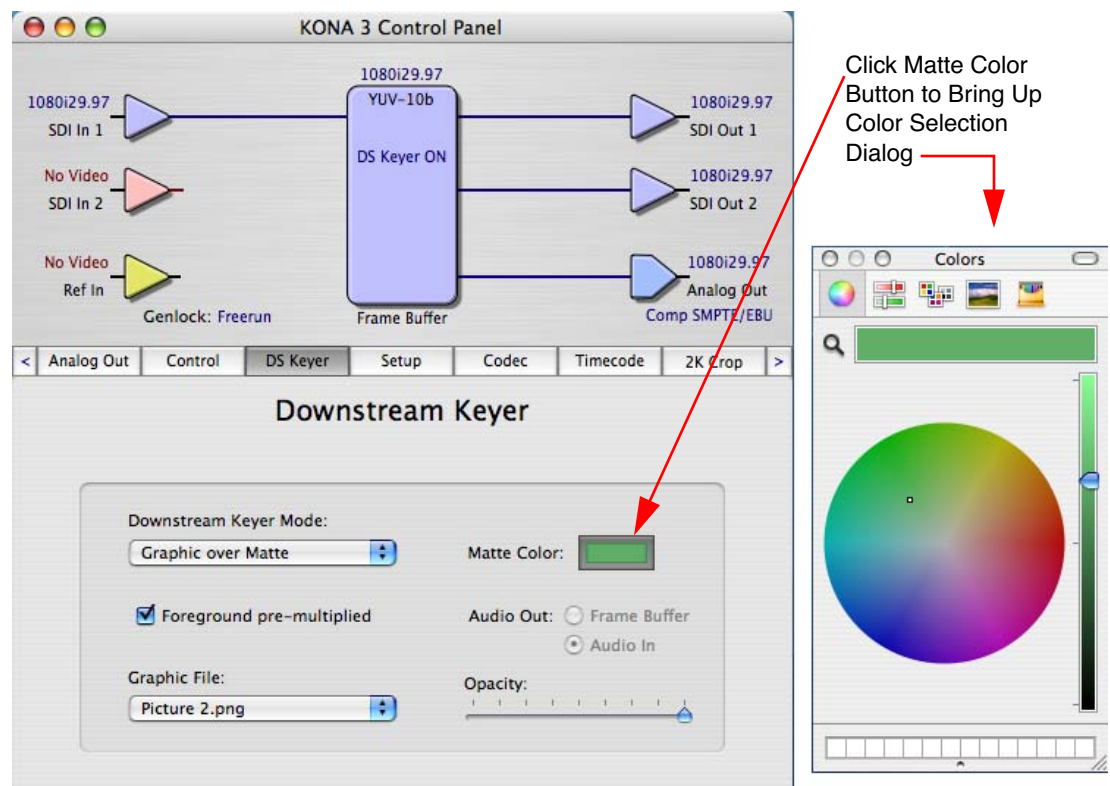 KONA 3 Control Panel
1080i29.97
SDI In 1
No Video
SDI In 2
No Video
Ref In
Genlock: Freerun
1080i29.97
YUV-10b
DS Keyer ON
Frame Buffer
1080i29.97
SDI Out 1
1080i29.97
SDI Out 2
1080i29.97
Analog Out
Comp SMPTE/EBU
< Analog Out Control DS Keyer Setup Codec Timecode 2K Crop >
Downstream Keyer
Downstream Keyer Mode:
Graphic over Matte
Matte Color:
Foreground pre-multiplied
Audio Out: Frame Buffer
Audio In
Graphic File:
Picture 2.png
Opacity:
Click Matte Color
Button to Bring Up
Color Selection
Dialog
Colors